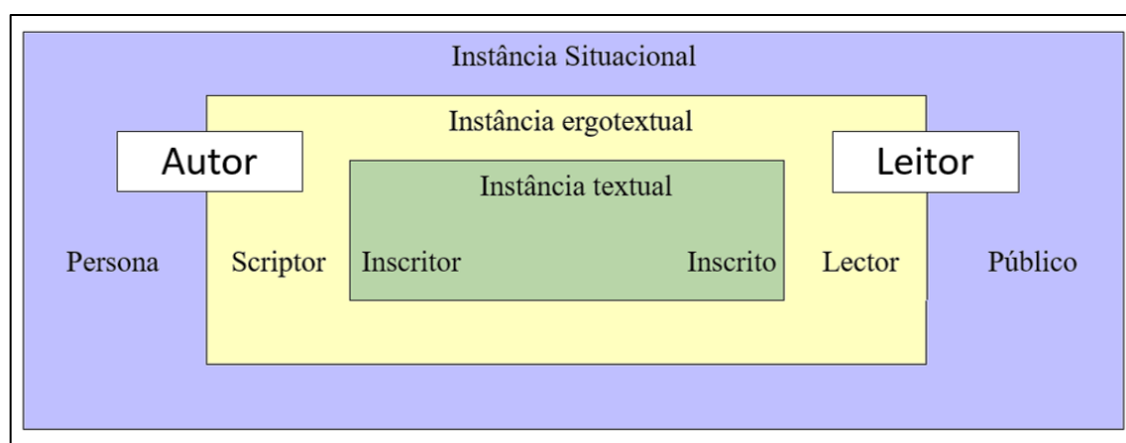 Instância Situacional
Instância ergotextual
Autor
Leitor
Instância textual
Persona Scriptor Inscritor Inscrito Lector Público